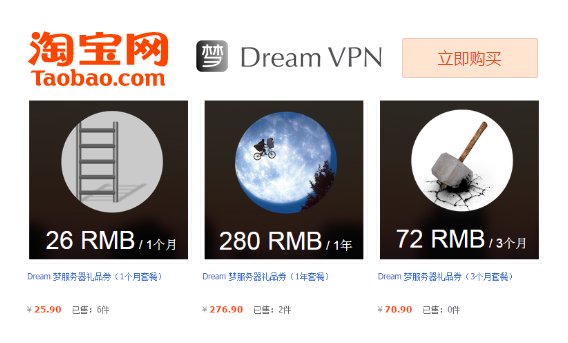 淘宝网
Taobao.com
梦 Dream VPN
立即购买
26 RMB / 1个月
280 RMB / 1年
72 RMB / 3个月
Dream 梦服务器礼品券（1个月套餐）
Dream 梦服务器礼品券（1年套餐）
Dream 梦服务器礼品券（3个月套餐）
¥ 25.90 已售：6件
¥ 276.90 已售：2件
¥ 70.90 已售：0件